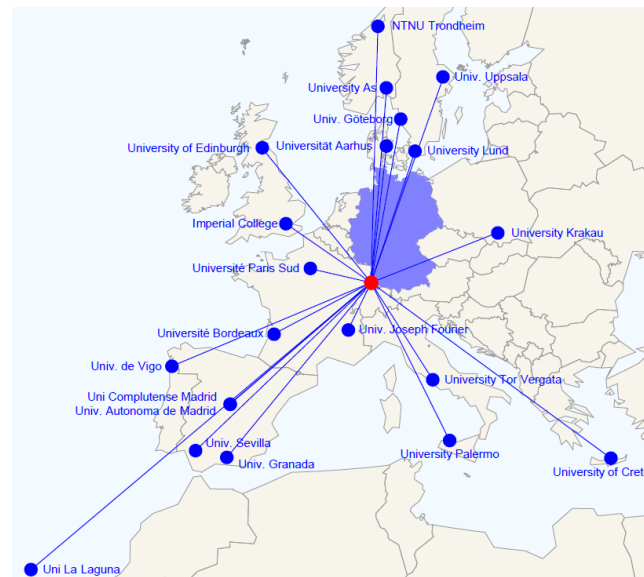 NTNU Trondheim
Univ. Uppsala
University As
Univ. Göteborg
University of Edinburgh
Universität Aarhus
University Lund
Imperial College
University Krakau
Université Paris Sud
Université Bordeaux
Univ. Joseph Fourier
Univ. de Vigo
University Tor Vergata
Uni Complutense Madrid
Univ. Autonoma de Madrid
Univ. Sevilla
University Palermo
Univ. Granada
University of Crete
Uni La Laguna